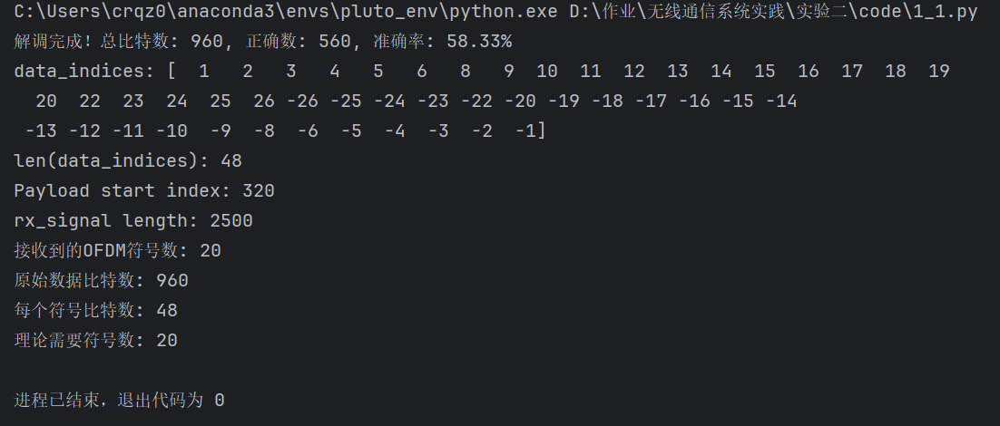 C:\Users\crqz0\anaconda3\envs\pluto_env\python.exe D:\作业\无线通信系统实践\实验二\code\1_1.py
解调完成！总比特数: 960, 正确数: 560, 准确率: 58.33%
data_indices: [  1   2   3   4   5   6   8   9  10  11  12  13  14  15  16  17  18  19
  20  22  23  24  25  26 -26 -25 -24 -23 -22 -20 -19 -18 -17 -16 -15 -14
 -13 -12 -11 -10  -9  -8  -6  -5  -4  -3  -2  -1]
len(data_indices): 48
Payload start index: 320
rx_signal length: 2500
接收到的OFDM符号数: 20
原始数据比特数: 960
每个符号比特数: 48
理论需要符号数: 20
进程已结束，退出代码为 0